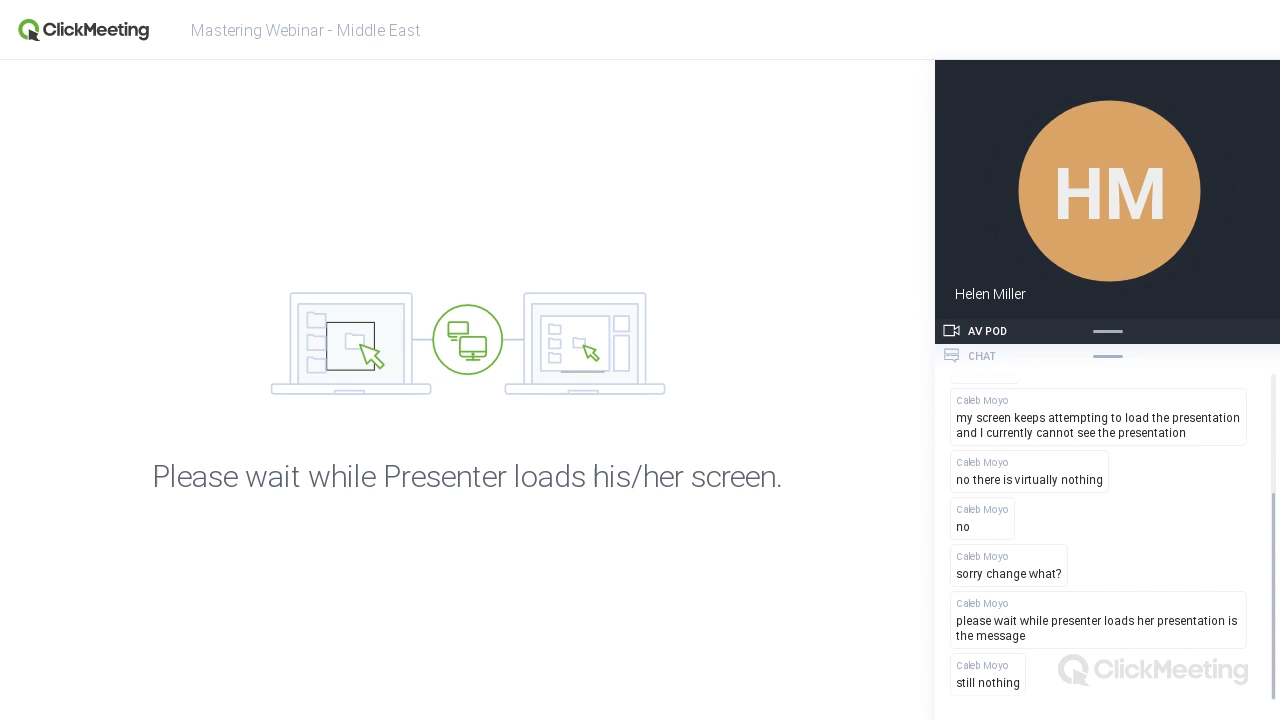 ClickMeeting
Mastering Webinar - Middle East
Please wait while Presenter loads his/her screen.
HM
Helen Miller
AV POD
CHAT
Caleb Moyo
my screen keeps attempting to load the presentation
and I currently cannot see the presentation
Caleb Moyo
no there is virtually nothing
Caleb Moyo
no
Caleb Moyo
sorry change what?
Caleb Moyo
please wait while presenter loads her presentation is
the message
Caleb Moyo
still nothing
ClickMeeting